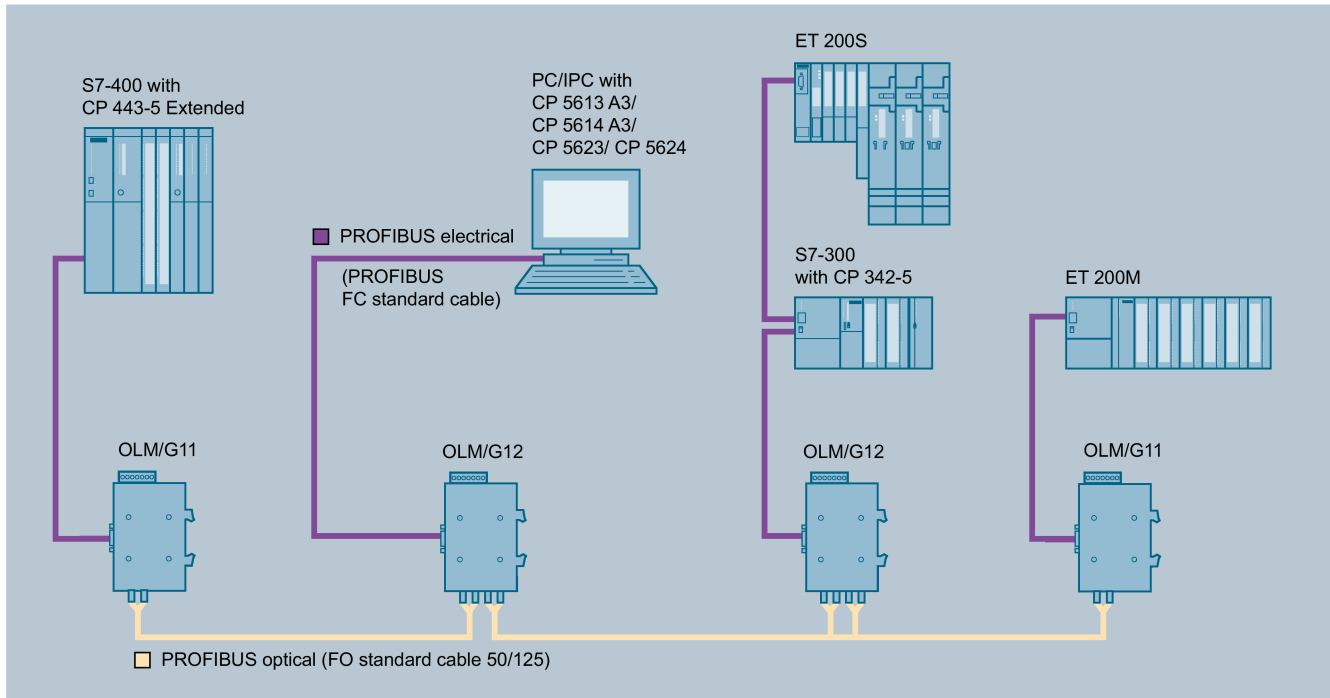 ET 200S
S7-400 with
CP 443-5 Extended
PC/IPC with
CP 5613 A3/
CP 5614 A3/
CP 5623/ CP 5624
PROFIBUS electrical
(PROFIBUS
FC standard cable)
S7-300
with CP 342-5
ET 200M
OLM/G11
OLM/G12
OLM/G12
OLM/G11
PROFIBUS optical (FO standard cable 50/125)